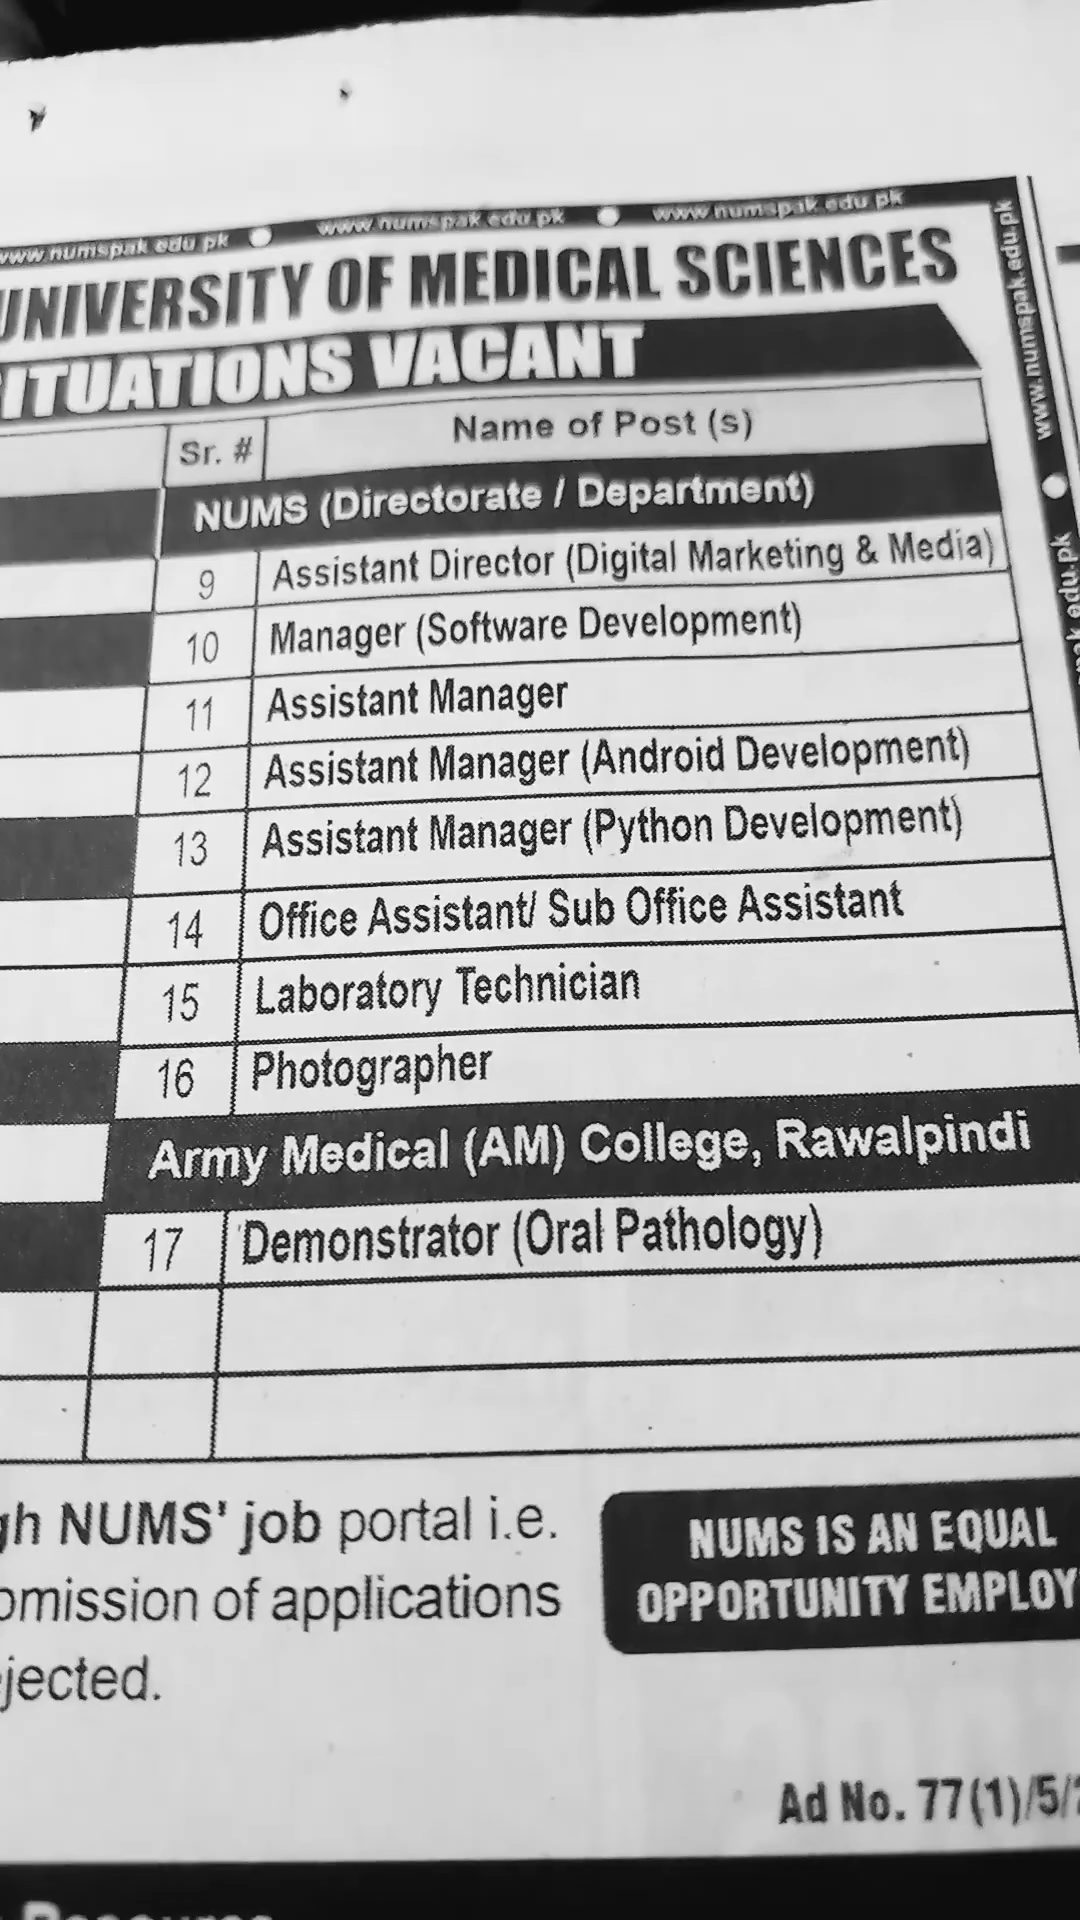 www.numspak.edu.pk www.numspak.edu.pk www.numspak.edu.pk
UNIVERSITY OF MEDICAL SCIENCES
ITUATIONS VACANT
Sr. # Name of Post (s)
NUMS (Directorate / Department)
9 Assistant Director (Digital Marketing & Media)
10 Manager (Software Development)
11 Assistant Manager
12 Assistant Manager (Android Development)
13 Assistant Manager (Python Development)
14 Office Assistant/ Sub Office Assistant
15 Laboratory Technician
16 Photographer
Army Medical (AM) College, Rawalpindi
17 Demonstrator (Oral Pathology)
gh NUMS' job portal i.e.
omission of applications
jected.
NUMS IS AN EQUAL
OPPORTUNITY EMPLOY
Ad No. 77(1)/5/
www.numspak.edu.pk
edu.pk